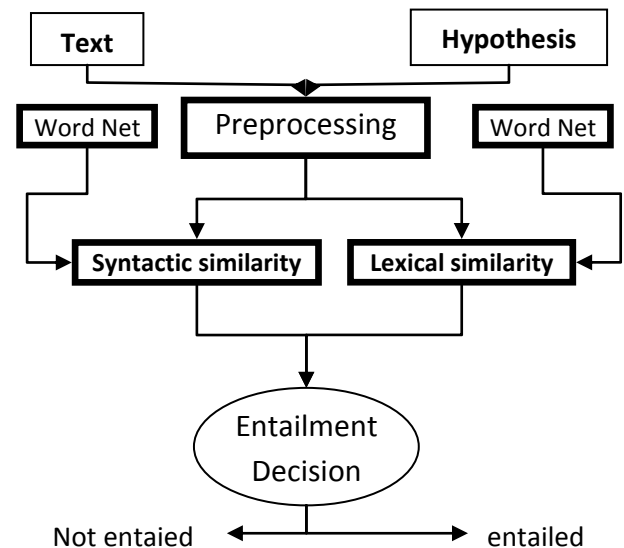 Text
Hypothesis
Word Net
Preprocessing
Word Net
Syntactic similarity
Lexical similarity
Entailment
Decision
Not entaied
entailed